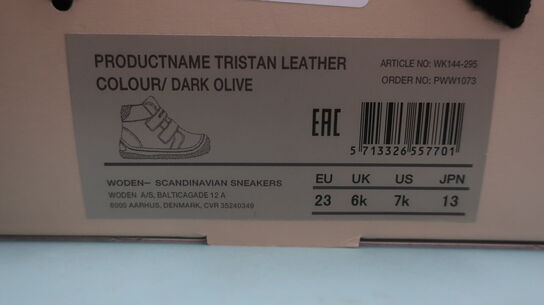 PRODUCTNAME TRISTAN LEATHER
COLOUR/ DARK OLIVE
ARTICLE NO: WK144-295
ORDER NO: PWW1073
EAC
5 713326 557701
WODEN– SCANDINAVIAN SNEAKERS
WODEN A/S, BALTICAGADE 12 A
8000 AARHUS, DENMARK, CVR 35240349
EU UK US JPN
23 6k 7k 13